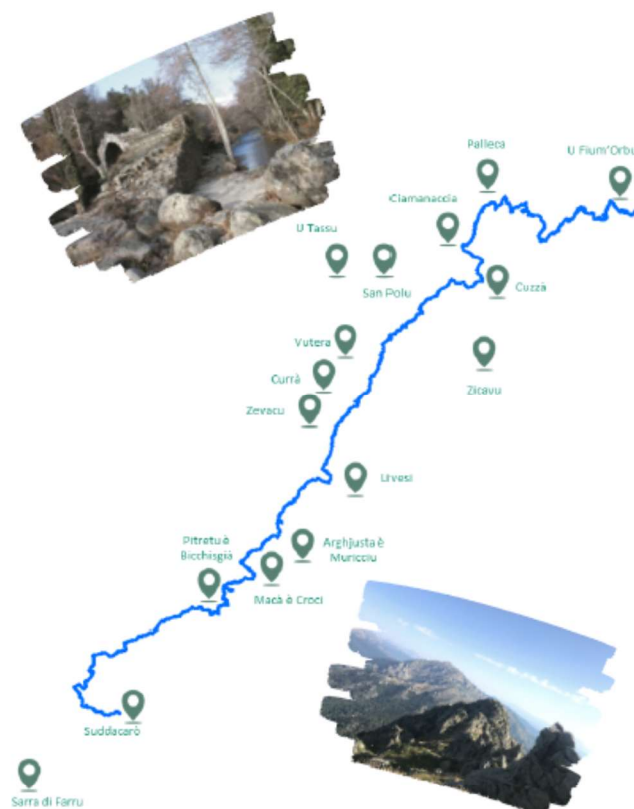 Palleca
U Fium'Orbu
Ciamanaccia
U Tassu
San Polu
Cuzzà
Vutera
Zicavu
Currà
Zevacu
Livesi
Pitretu è
Bicchisgià
Arghjusta è
Muricciu
Macà è Croci
Suddacarò
Sarra di Farru